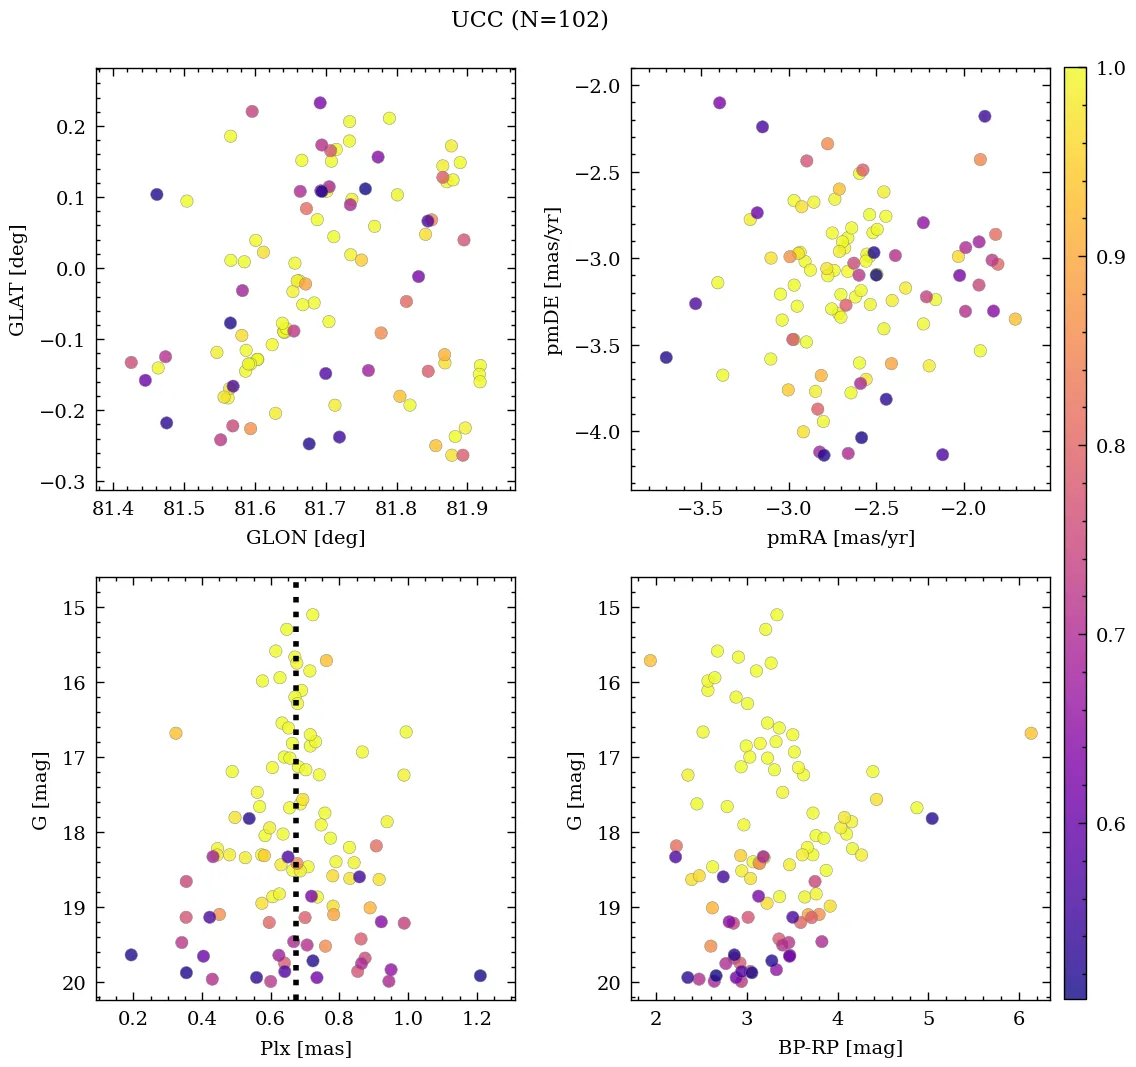 UCC (N=102)
0.2
0.1
0.0
−0.1
−0.2
−0.3
GLAT [deg]
81.4 81.5 81.6 81.7 81.8 81.9
GLON [deg]
−2.0
−2.5
−3.0
−3.5
−4.0
pmDE [mas/yr]
−3.5 −3.0 −2.5 −2.0
pmRA [mas/yr]
1.0
0.9
0.8
0.7
0.6
15
16
17
18
19
20
G [mag]
0.2 0.4 0.6 0.8 1.0 1.2
Plx [mas]
15
16
17
18
19
20
G [mag]
2 3 4 5 6
BP-RP [mag]